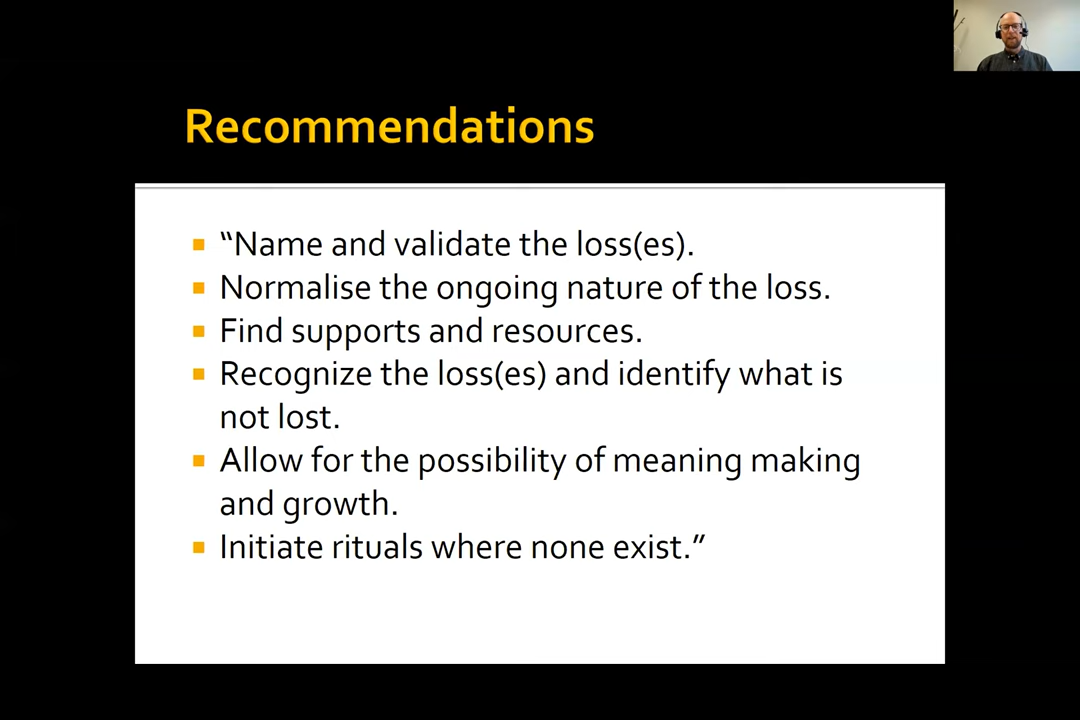 Recommendations
“Name and validate the loss(es).
Normalise the ongoing nature of the loss.
Find supports and resources.
Recognize the loss(es) and identify what is
not lost.
Allow for the possibility of meaning making
and growth.
Initiate rituals where none exist.”